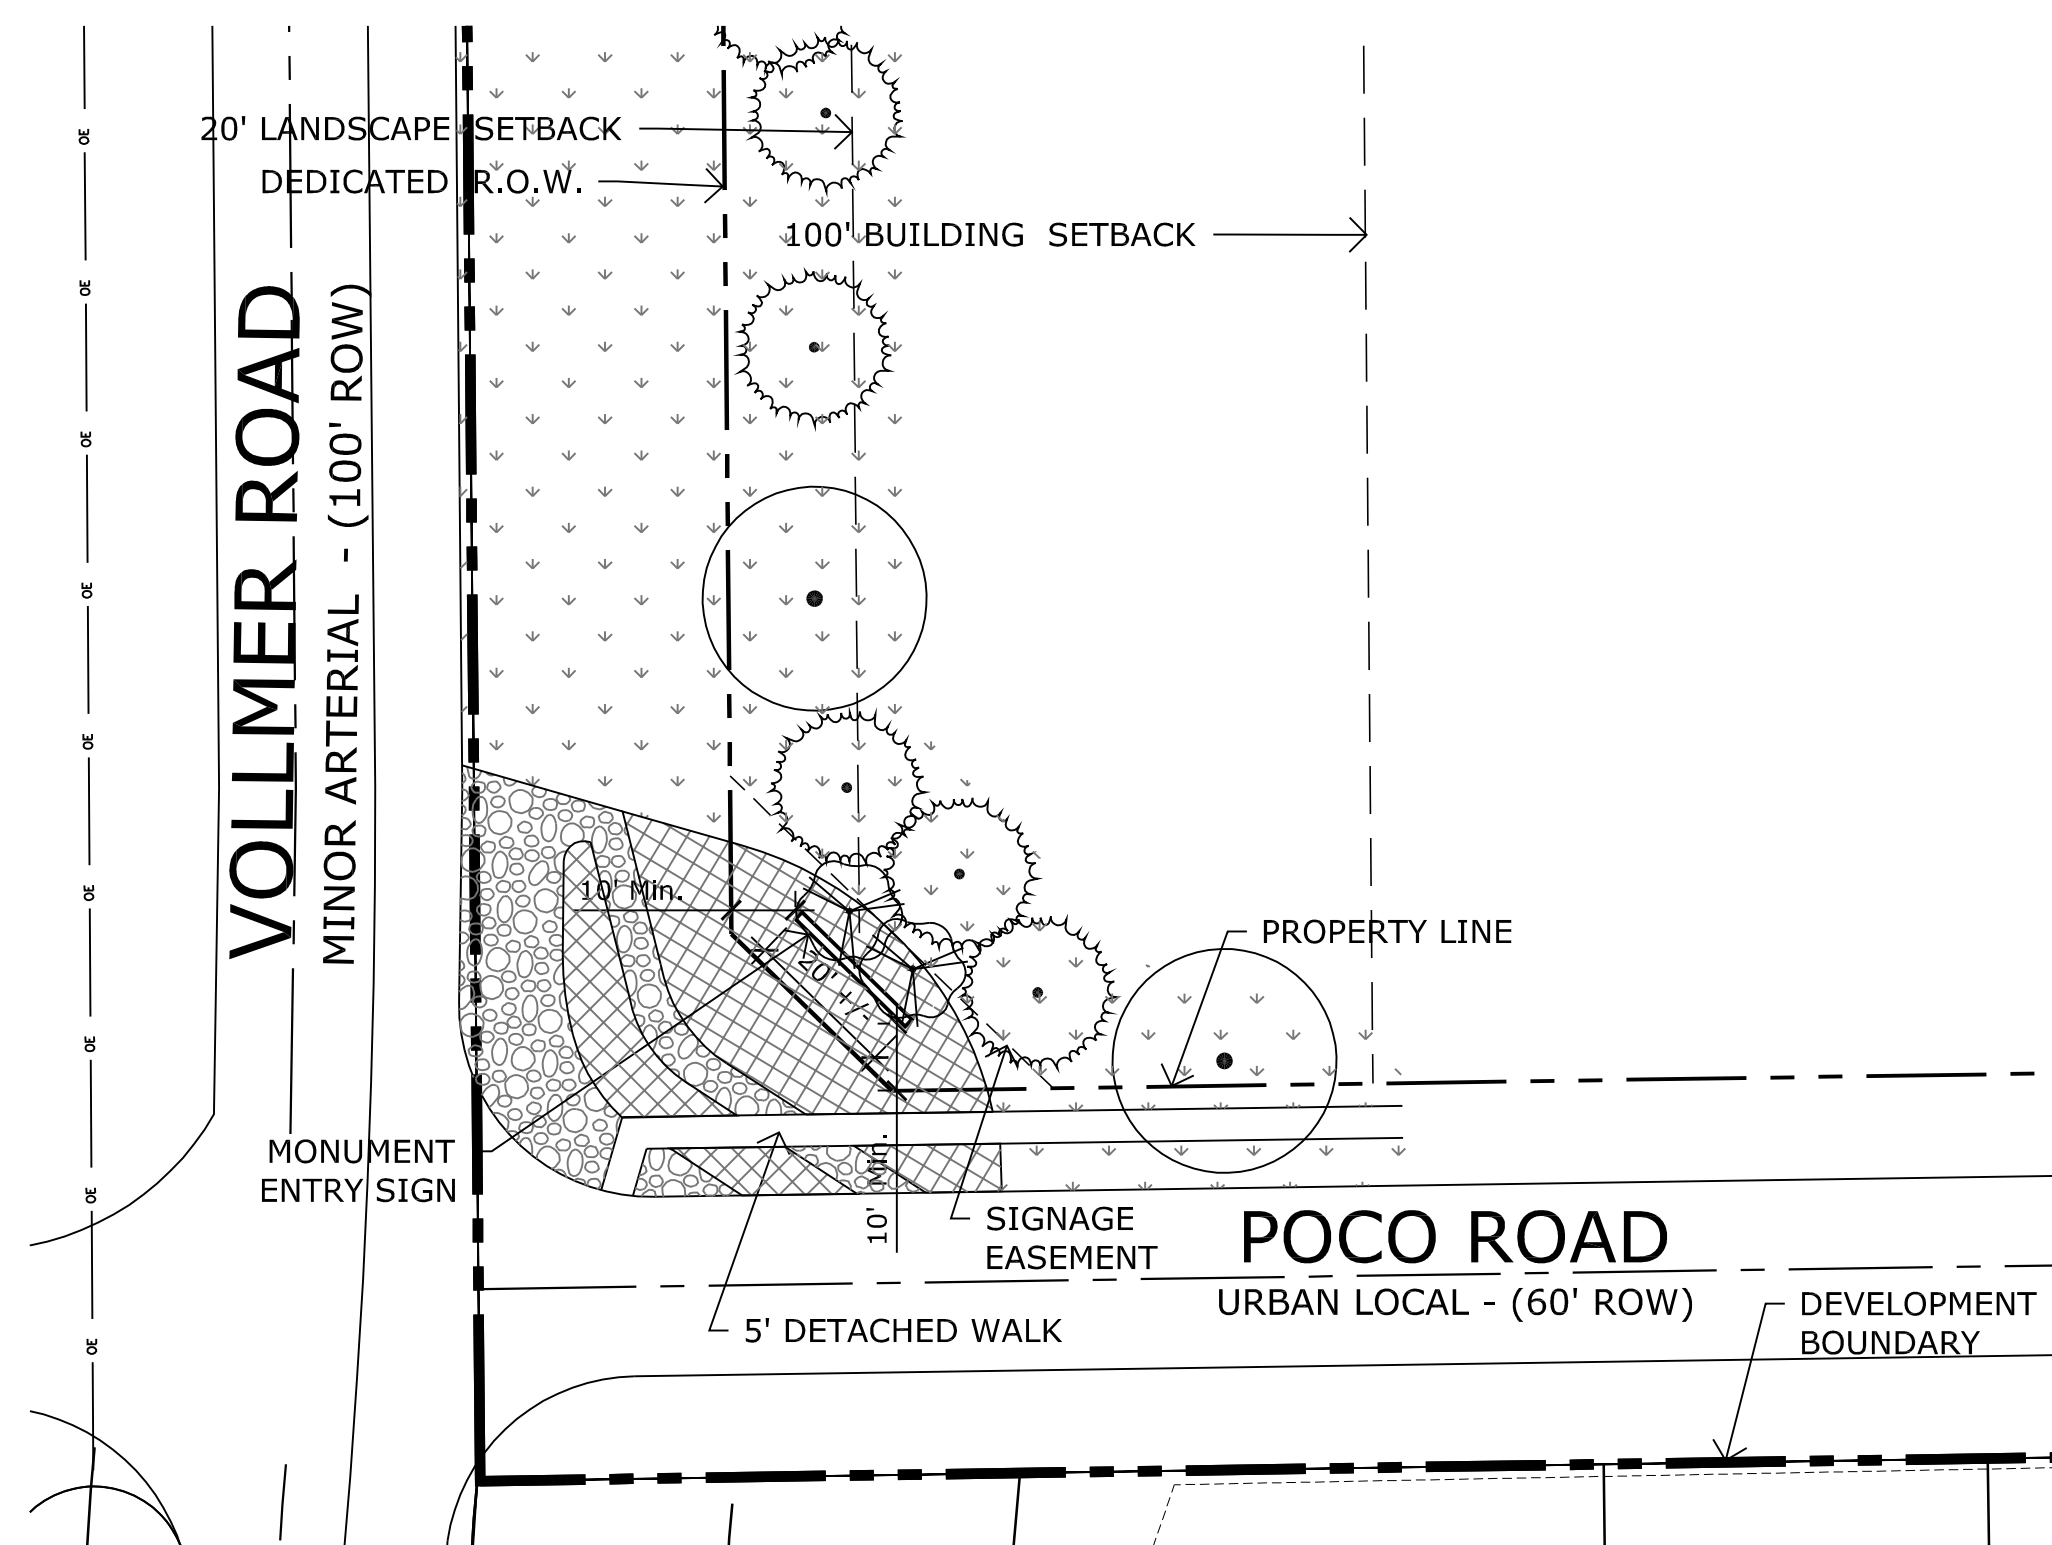 20' LANDSCAPE SETBACK
DEDICATED R.O.W.
100' BUILDING SETBACK
VOLLMER ROAD
MINOR ARTERIAL - (100' ROW)
OE
OE
OE
OE
OE
OE
OE
OE
OE
10' Min.
20' +/-
PROPERTY LINE
MONUMENT
ENTRY SIGN
10' Min.
SIGNAGE
EASEMENT
POCO ROAD
URBAN LOCAL - (60' ROW)
5' DETACHED WALK
DEVELOPMENT
BOUNDARY